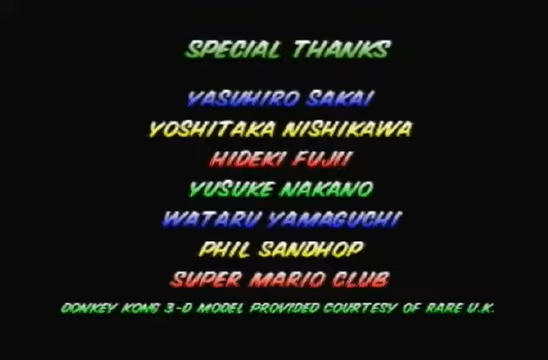 SPECIAL THANKS
YASUHIRO SAKAI
YOSHITAKA NISHIKAWA
HIDEKI FUJII
YUSUKE NAKANO
WATARU YAMAGUCHI
PHIL SANDHOP
SUPER MARIO CLUB
DONKEY KONG 3-D MODEL PROVIDED COURTESY OF RARE U.K.